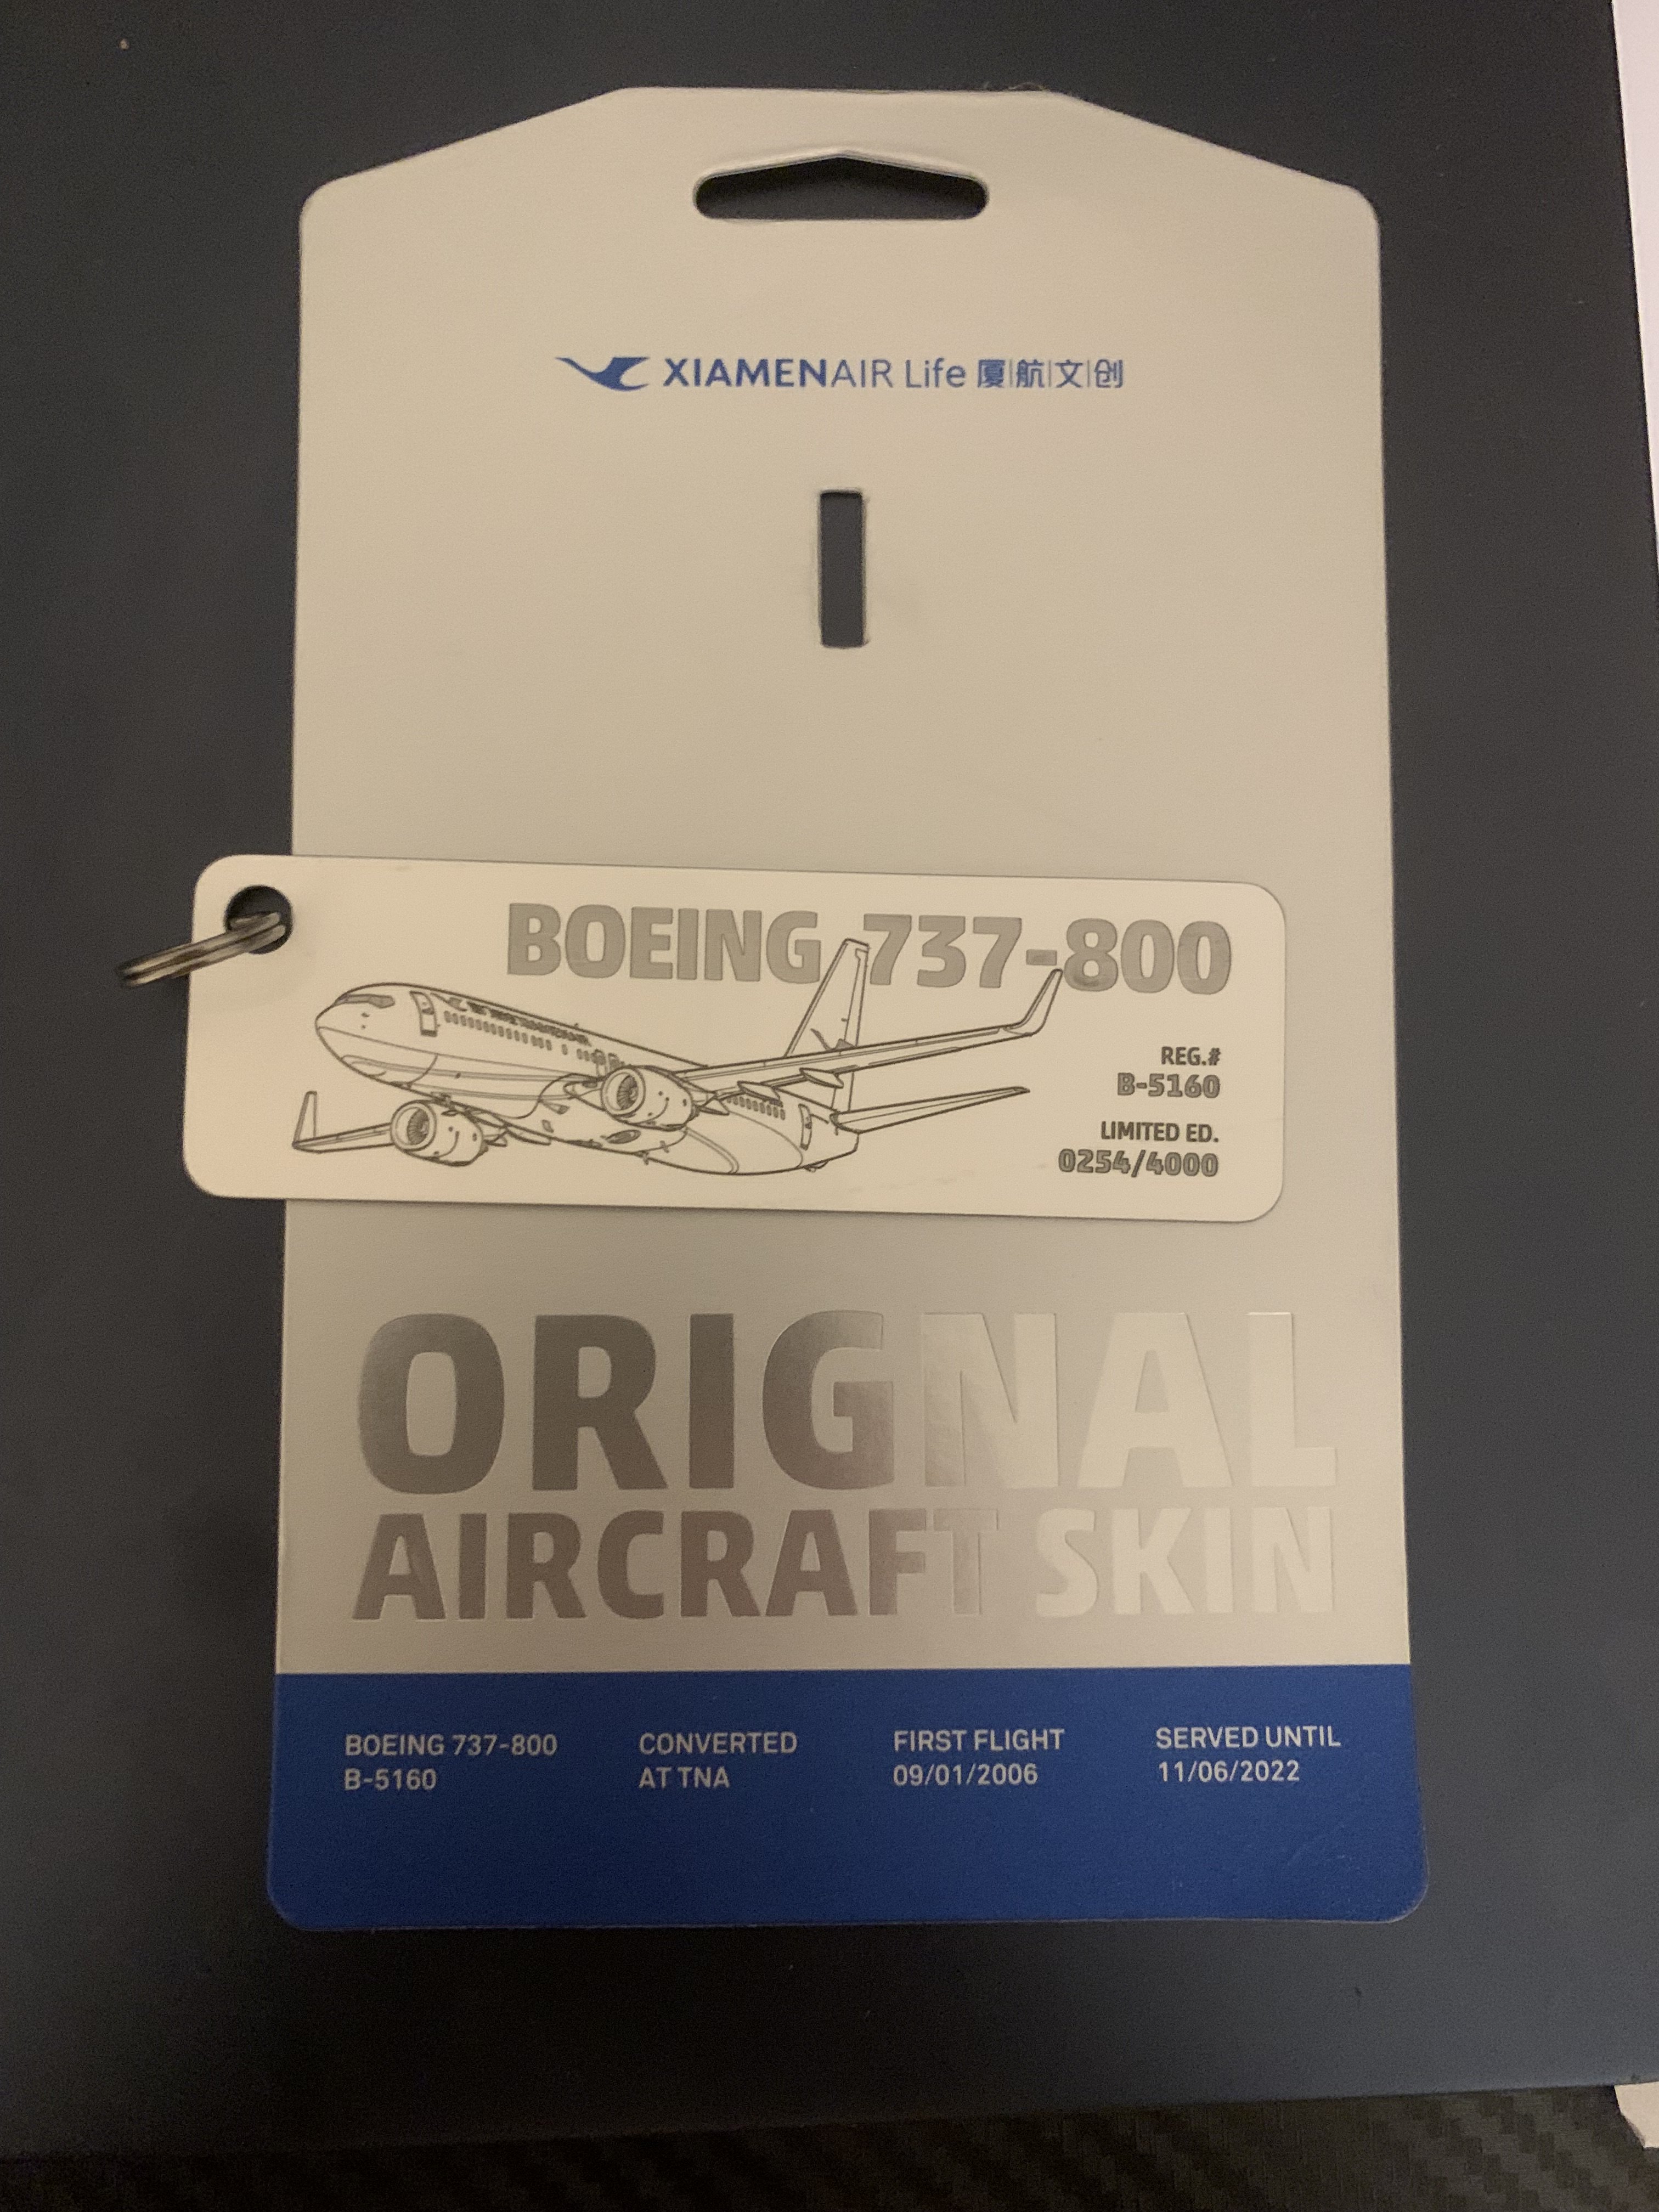 XIAMENAIR Life 厦航文创
BOEING 737-800
REG.#
B-5160
LIMITED ED.
0254/4000
ORIGNAL
AIRCRAFT SKIN
BOEING 737-800
B-5160
CONVERTED
AT TNA
FIRST FLIGHT
09/01/2006
SERVED UNTIL
11/06/2022